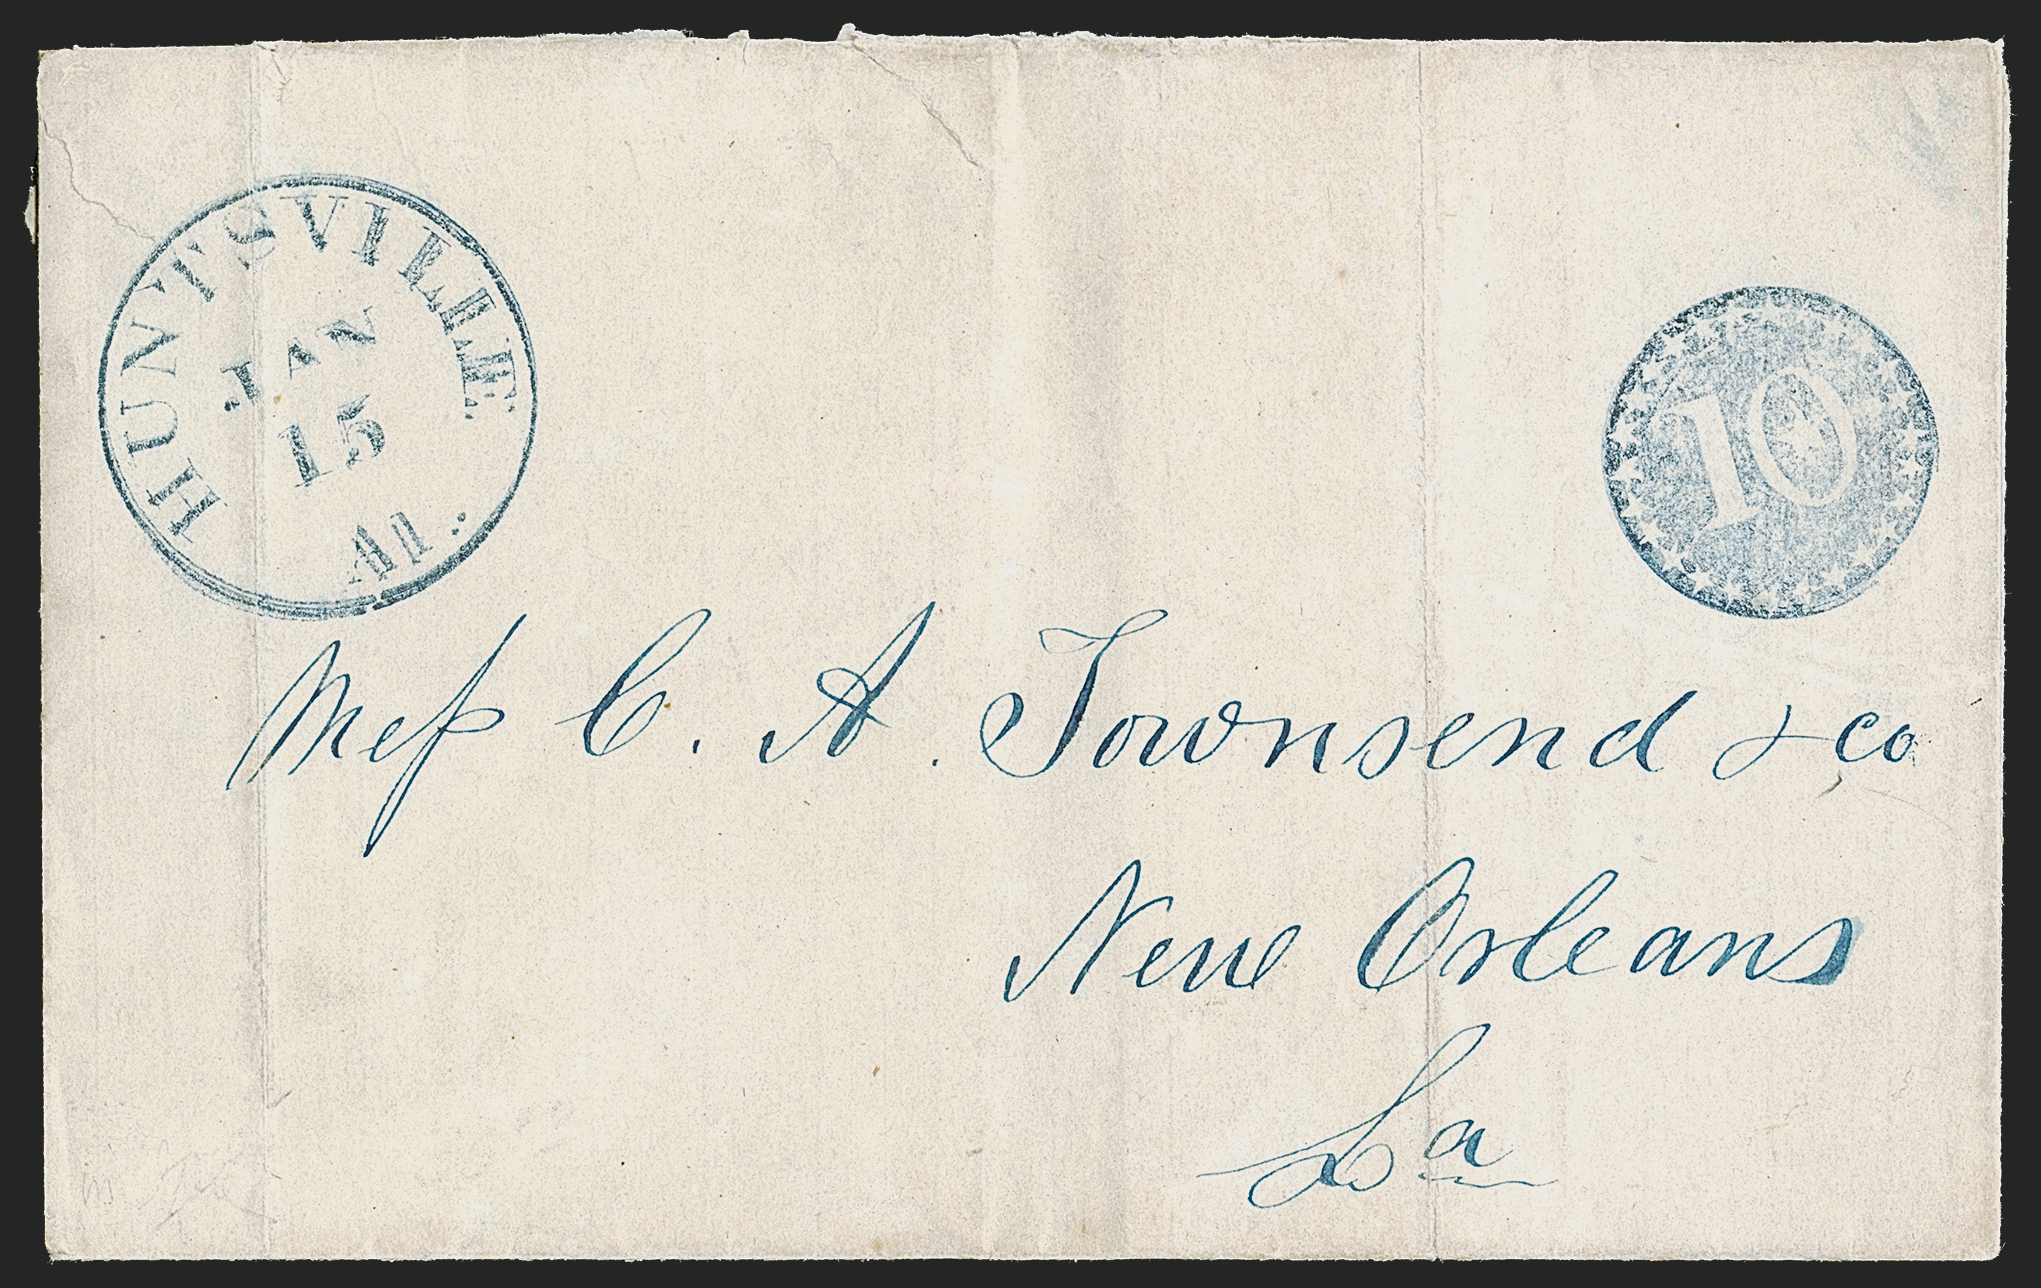 HUNTSVILLE
JAN
15
Al.
10
Mess C. A. Townsend & co
New Orleans
La